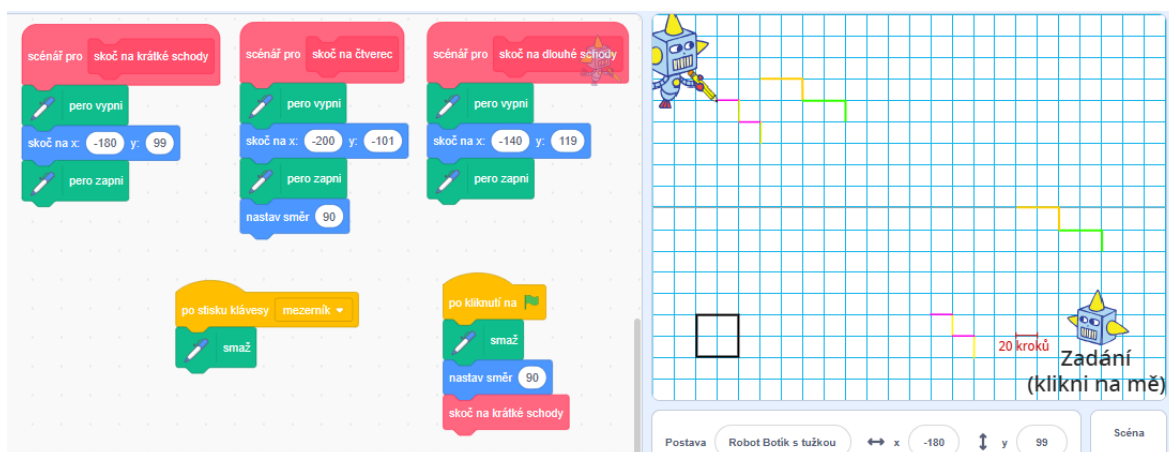 scénář pro skoč na krátké schody
pero vypni
skoč na x: -180 y: 99
pero zapni
scénář pro skoč na čtverec
pero vypni
skoč na x: -200 y: -101
pero zapni
nastav směr 90
scénář pro skoč na dlouhé schody
pero vypni
skoč na x: -140 y: 119
pero zapni
po stisku klávesy mezerník
smaž
po kliknutí na
smaž
nastav směr 90
skoč na krátké schody
20 kroků
Zadání
(klikni na mě)
Postava Robot Botik s tužkou x -180 y 99
Scéna